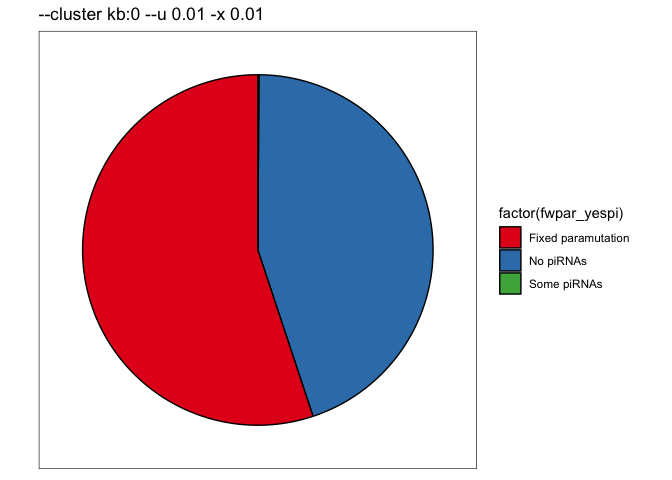 --cluster kb:0 --u 0.01 -x 0.01
factor(fwpar_yespi)
Fixed paramutation
No piRNAs
Some piRNAs